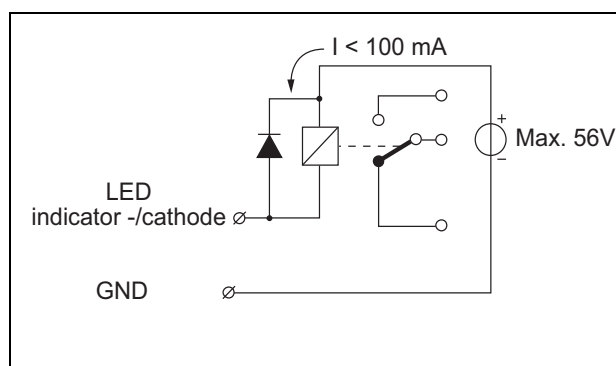 I < 100 mA
+
Max. 56V
–
LED
indicator -/cathode
GND